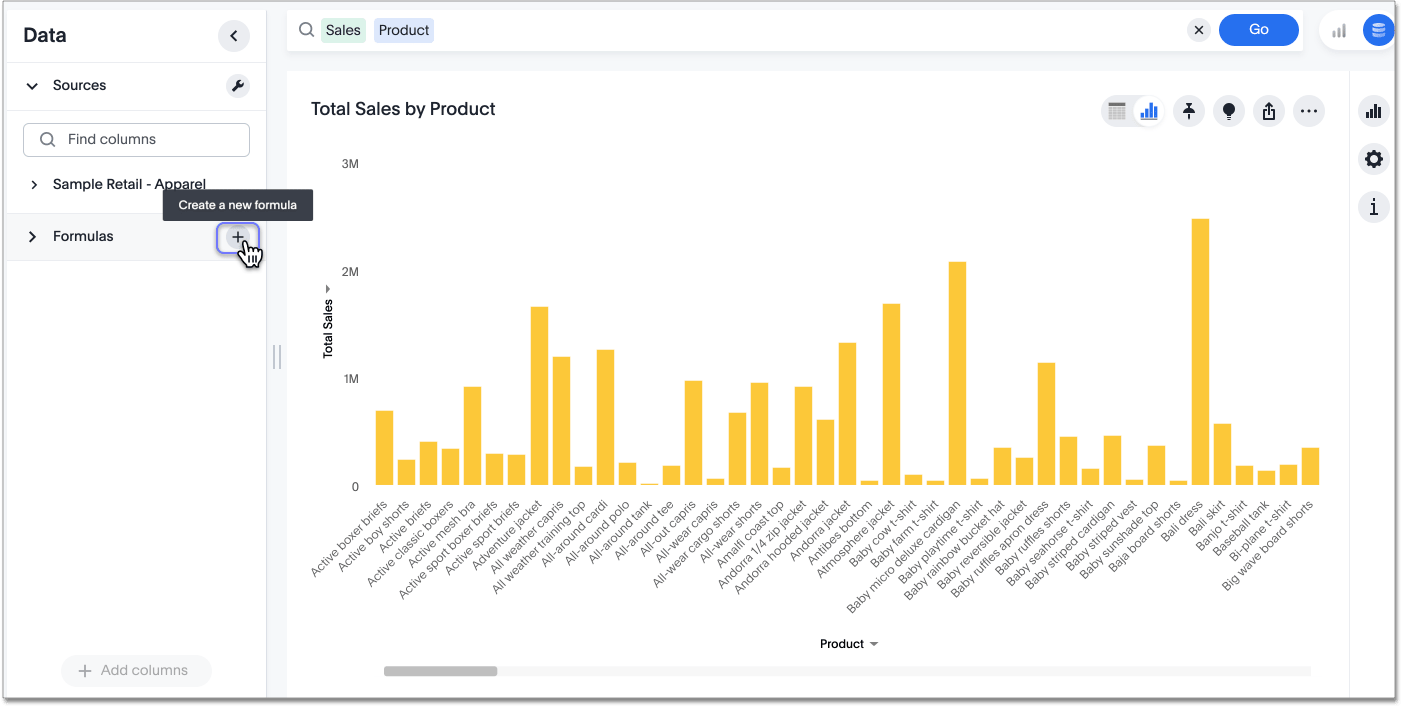 Data
Sales Product
Go
Sources
Find columns
Sample Retail - Apparel
Create a new formula
Formulas
Add columns
Total Sales by Product
3M
2M
1M
0
Total Sales
Active boxer briefs
Active boy shorts
Active briefs
Active classic boxers
Active mesh bra
Active sport boxer briefs
Active sport briefs
Adventure jacket
All weather capris
All weather training top
All-around cardi
All-around polo
All-around tank
All-around tee
All-out capris
All-wear capris
All-wear cargo shorts
All-wear shorts
Amalfi coast top
Andorra 1/4 zip jacket
Andorra hooded jacket
Andorra jacket
Antibes bottom
Atmosphere jacket
Baby cow t-shirt
Baby farm t-shirt
Baby micro deluxe cardigan
Baby playtime t-shirt
Baby rainbow bucket hat
Baby reversible jacket
Baby ruffles apron dress
Baby ruffles shorts
Baby seahorse t-shirt
Baby striped cardigan
Baby striped vest
Baby sunshade top
Baja board shorts
Bali dress
Bali skirt
Banjo t-shirt
Baseball tank
Bi-plane t-shirt
Big wave board shorts
Product